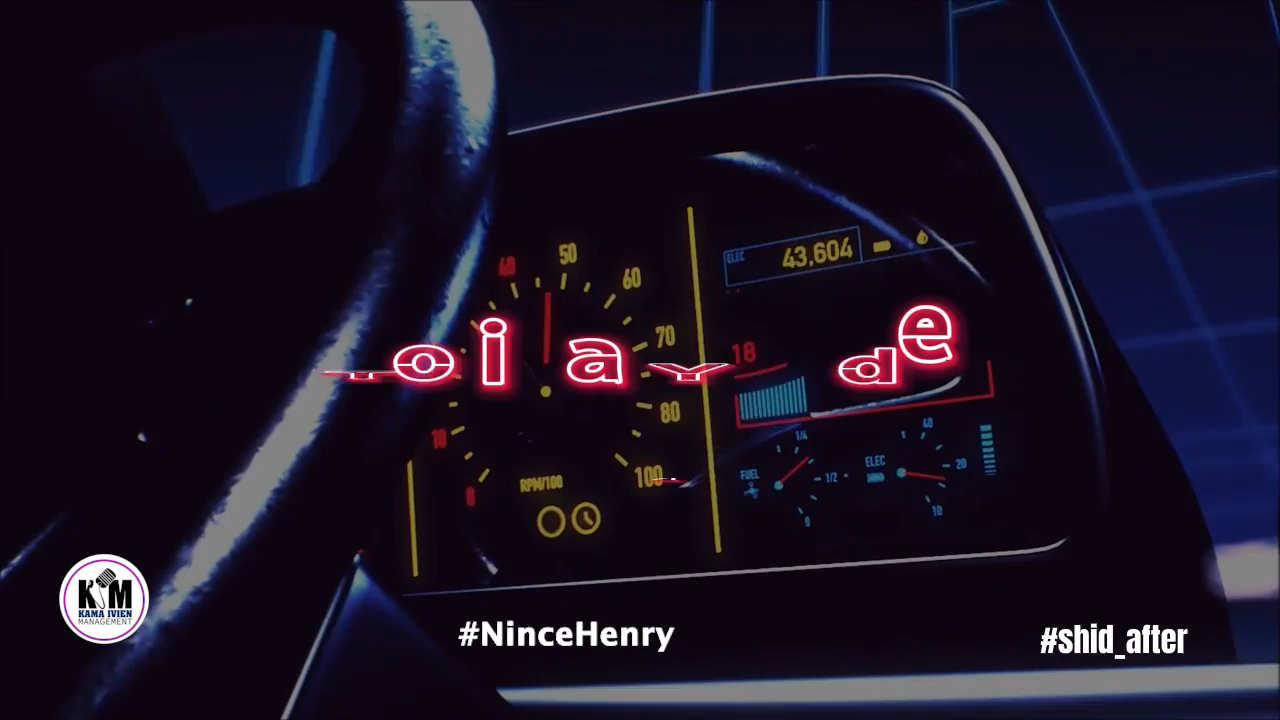 50
40
60
ELEC 43,604
70
18
80
10
1/4
40
FUEL
1/2
ELEC
20
100
0
RPM/100
0
10
KIM
KAMA IVIEN
MANAGEMENT
#NinceHenry
#shid_after